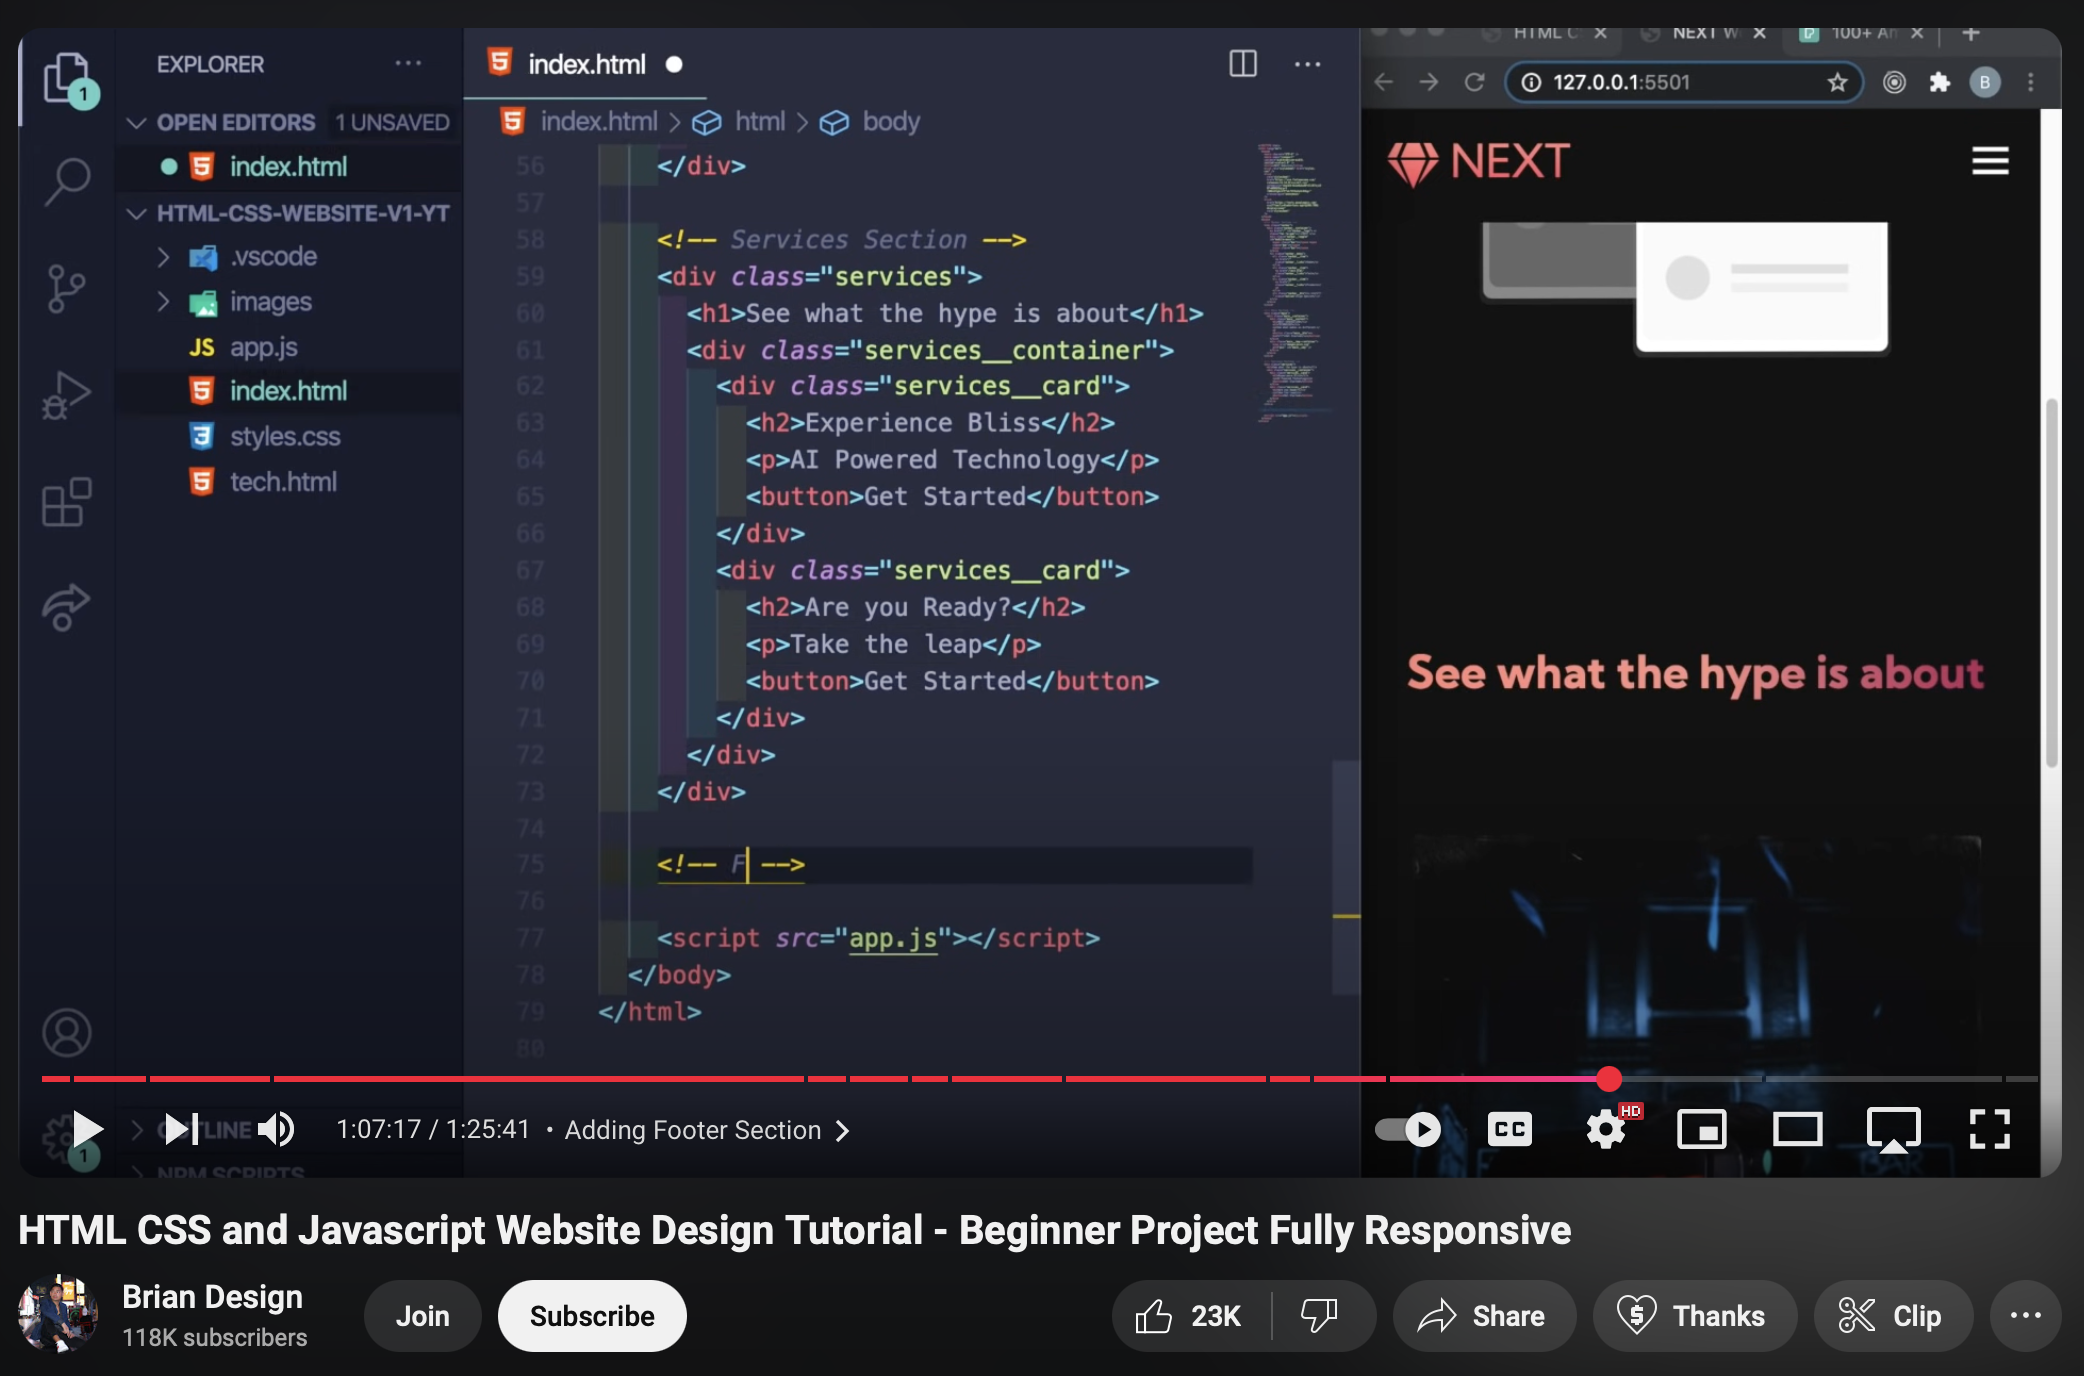 EXPLORER ...
OPEN EDITORS 1 UNSAVED
index.html
HTML-CSS-WEBSITE-V1-YT
.vscode
images
JS app.js
index.html
styles.css
tech.html
OUTLINE
NPM SCRIPTS
1
1
index.html
index.html > html > body
56 </div>
57
58 <!-- Services Section -->
59 <div class="services">
60 <h1>See what the hype is about</h1>
61 <div class="services__container">
62 <div class="services__card">
63 <h2>Experience Bliss</h2>
64 <p>AI Powered Technology</p>
65 <button>Get Started</button>
66 </div>
67 <div class="services__card">
68 <h2>Are you Ready?</h2>
69 <p>Take the leap</p>
70 <button>Get Started</button>
71 </div>
72 </div>
73 </div>
74
75 <!-- F -->
76
77 <script src="app.js"></script>
78 </body>
79 </html>
80
HTML C
NEXT W
100+ An
127.0.0.1:5501
B
NEXT
See what the hype is about
BAR
1:07:17 / 1:25:41 • Adding Footer Section >
CC
HD
HTML CSS and Javascript Website Design Tutorial - Beginner Project Fully Responsive
Brian Design
118K subscribers
Join
Subscribe
23K
Share
Thanks
Clip
...